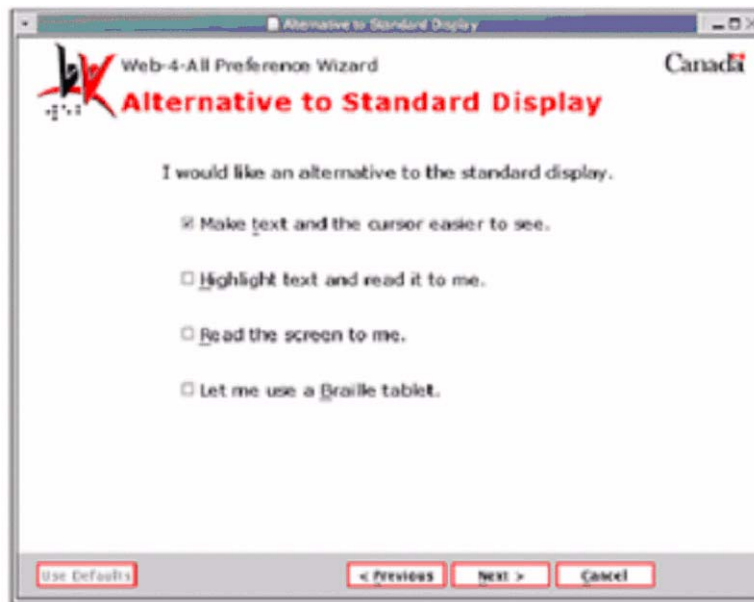 Alternative to Standard Display
Web-4-All Preference Wizard
Canada
Alternative to Standard Display
I would like an alternative to the standard display.
Make text and the cursor easier to see.
Highlight text and read it to me.
Read the screen to me.
Let me use a Braille tablet.
Use Defaults
< Previous
Next >
Cancel